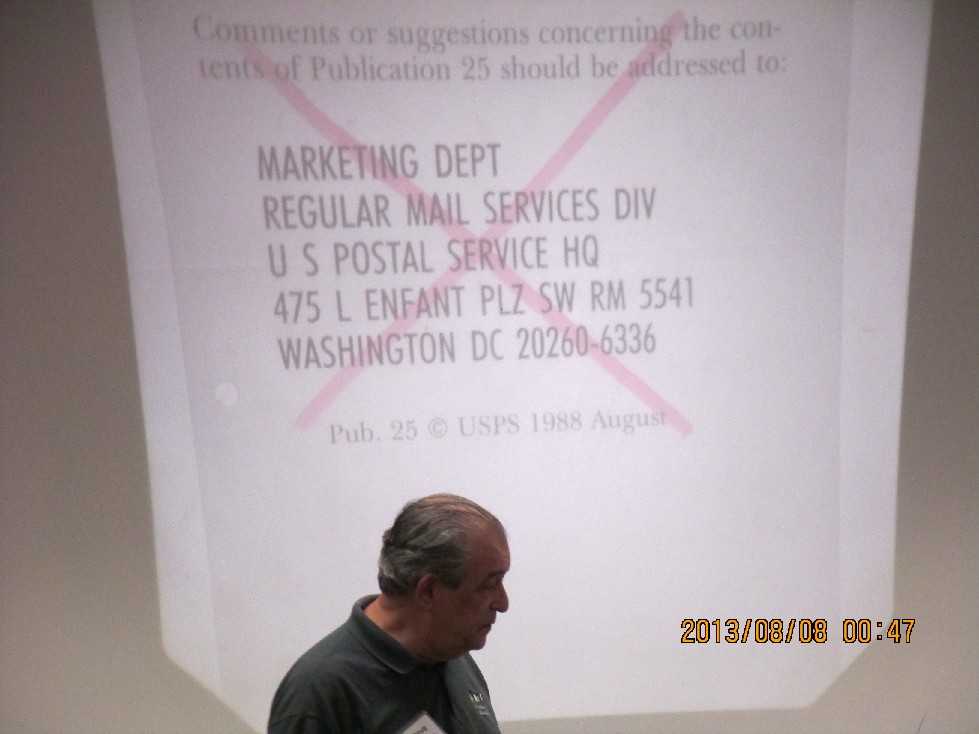 Comments or suggestions concerning the con-
tents of Publication 25 should be addressed to:
MARKETING DEPT
REGULAR MAIL SERVICES DIV
U S POSTAL SERVICE HQ
475 L ENFANT PLZ SW RM 5541
WASHINGTON DC 20260-6336
Pub. 25 © USPS 1988 August
2013/08/08 00:47